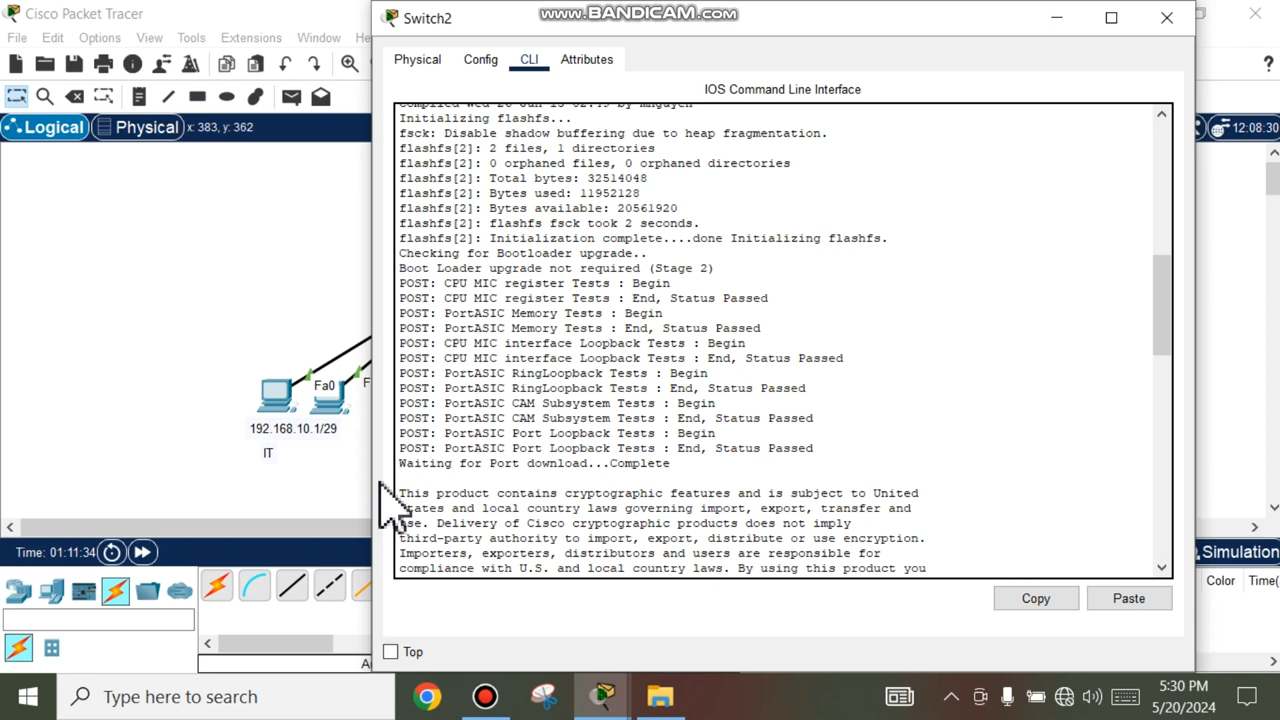 Cisco Packet Tracer
Switch2
www.BANDICAM.com
File Edit Options View Tools Extensions Window He
Physical Config CLI Attributes
IOS Command Line Interface
Logical Physical x: 383, y: 362
12:08:30
Compiled Wed 26-Jun-13 02:49 by mnguyen
Initializing flashfs...
fsck: Disable shadow buffering due to heap fragmentation.
flashfs[2]: 2 files, 1 directories
flashfs[2]: 0 orphaned files, 0 orphaned directories
flashfs[2]: Total bytes: 32514048
flashfs[2]: Bytes used: 11952128
flashfs[2]: Bytes available: 20561920
flashfs[2]: flashfs fsck took 2 seconds.
flashfs[2]: Initialization complete....done Initializing flashfs.
Checking for Bootloader upgrade..
Boot Loader upgrade not required (Stage 2)
POST: CPU MIC register Tests : Begin
POST: CPU MIC register Tests : End, Status Passed
POST: PortASIC Memory Tests : Begin
POST: PortASIC Memory Tests : End, Status Passed
POST: CPU MIC interface Loopback Tests : Begin
POST: CPU MIC interface Loopback Tests : End, Status Passed
POST: PortASIC RingLoopback Tests : Begin
POST: PortASIC RingLoopback Tests : End, Status Passed
POST: PortASIC CAM Subsystem Tests : Begin
POST: PortASIC CAM Subsystem Tests : End, Status Passed
POST: PortASIC Port Loopback Tests : Begin
POST: PortASIC Port Loopback Tests : End, Status Passed
Waiting for Port download...Complete
This product contains cryptographic features and is subject to United
tates and local country laws governing import, export, transfer and
se. Delivery of Cisco cryptographic products does not imply
third-party authority to import, export, distribute or use encryption.
Importers, exporters, distributors and users are responsible for
compliance with U.S. and local country laws. By using this product you
Fa0 F
192.168.10.1/29
IT
Copy Paste
Top
Time: 01:11:34
Simulation
Color Time(
A
Type here to search
5:30 PM
5/20/2024